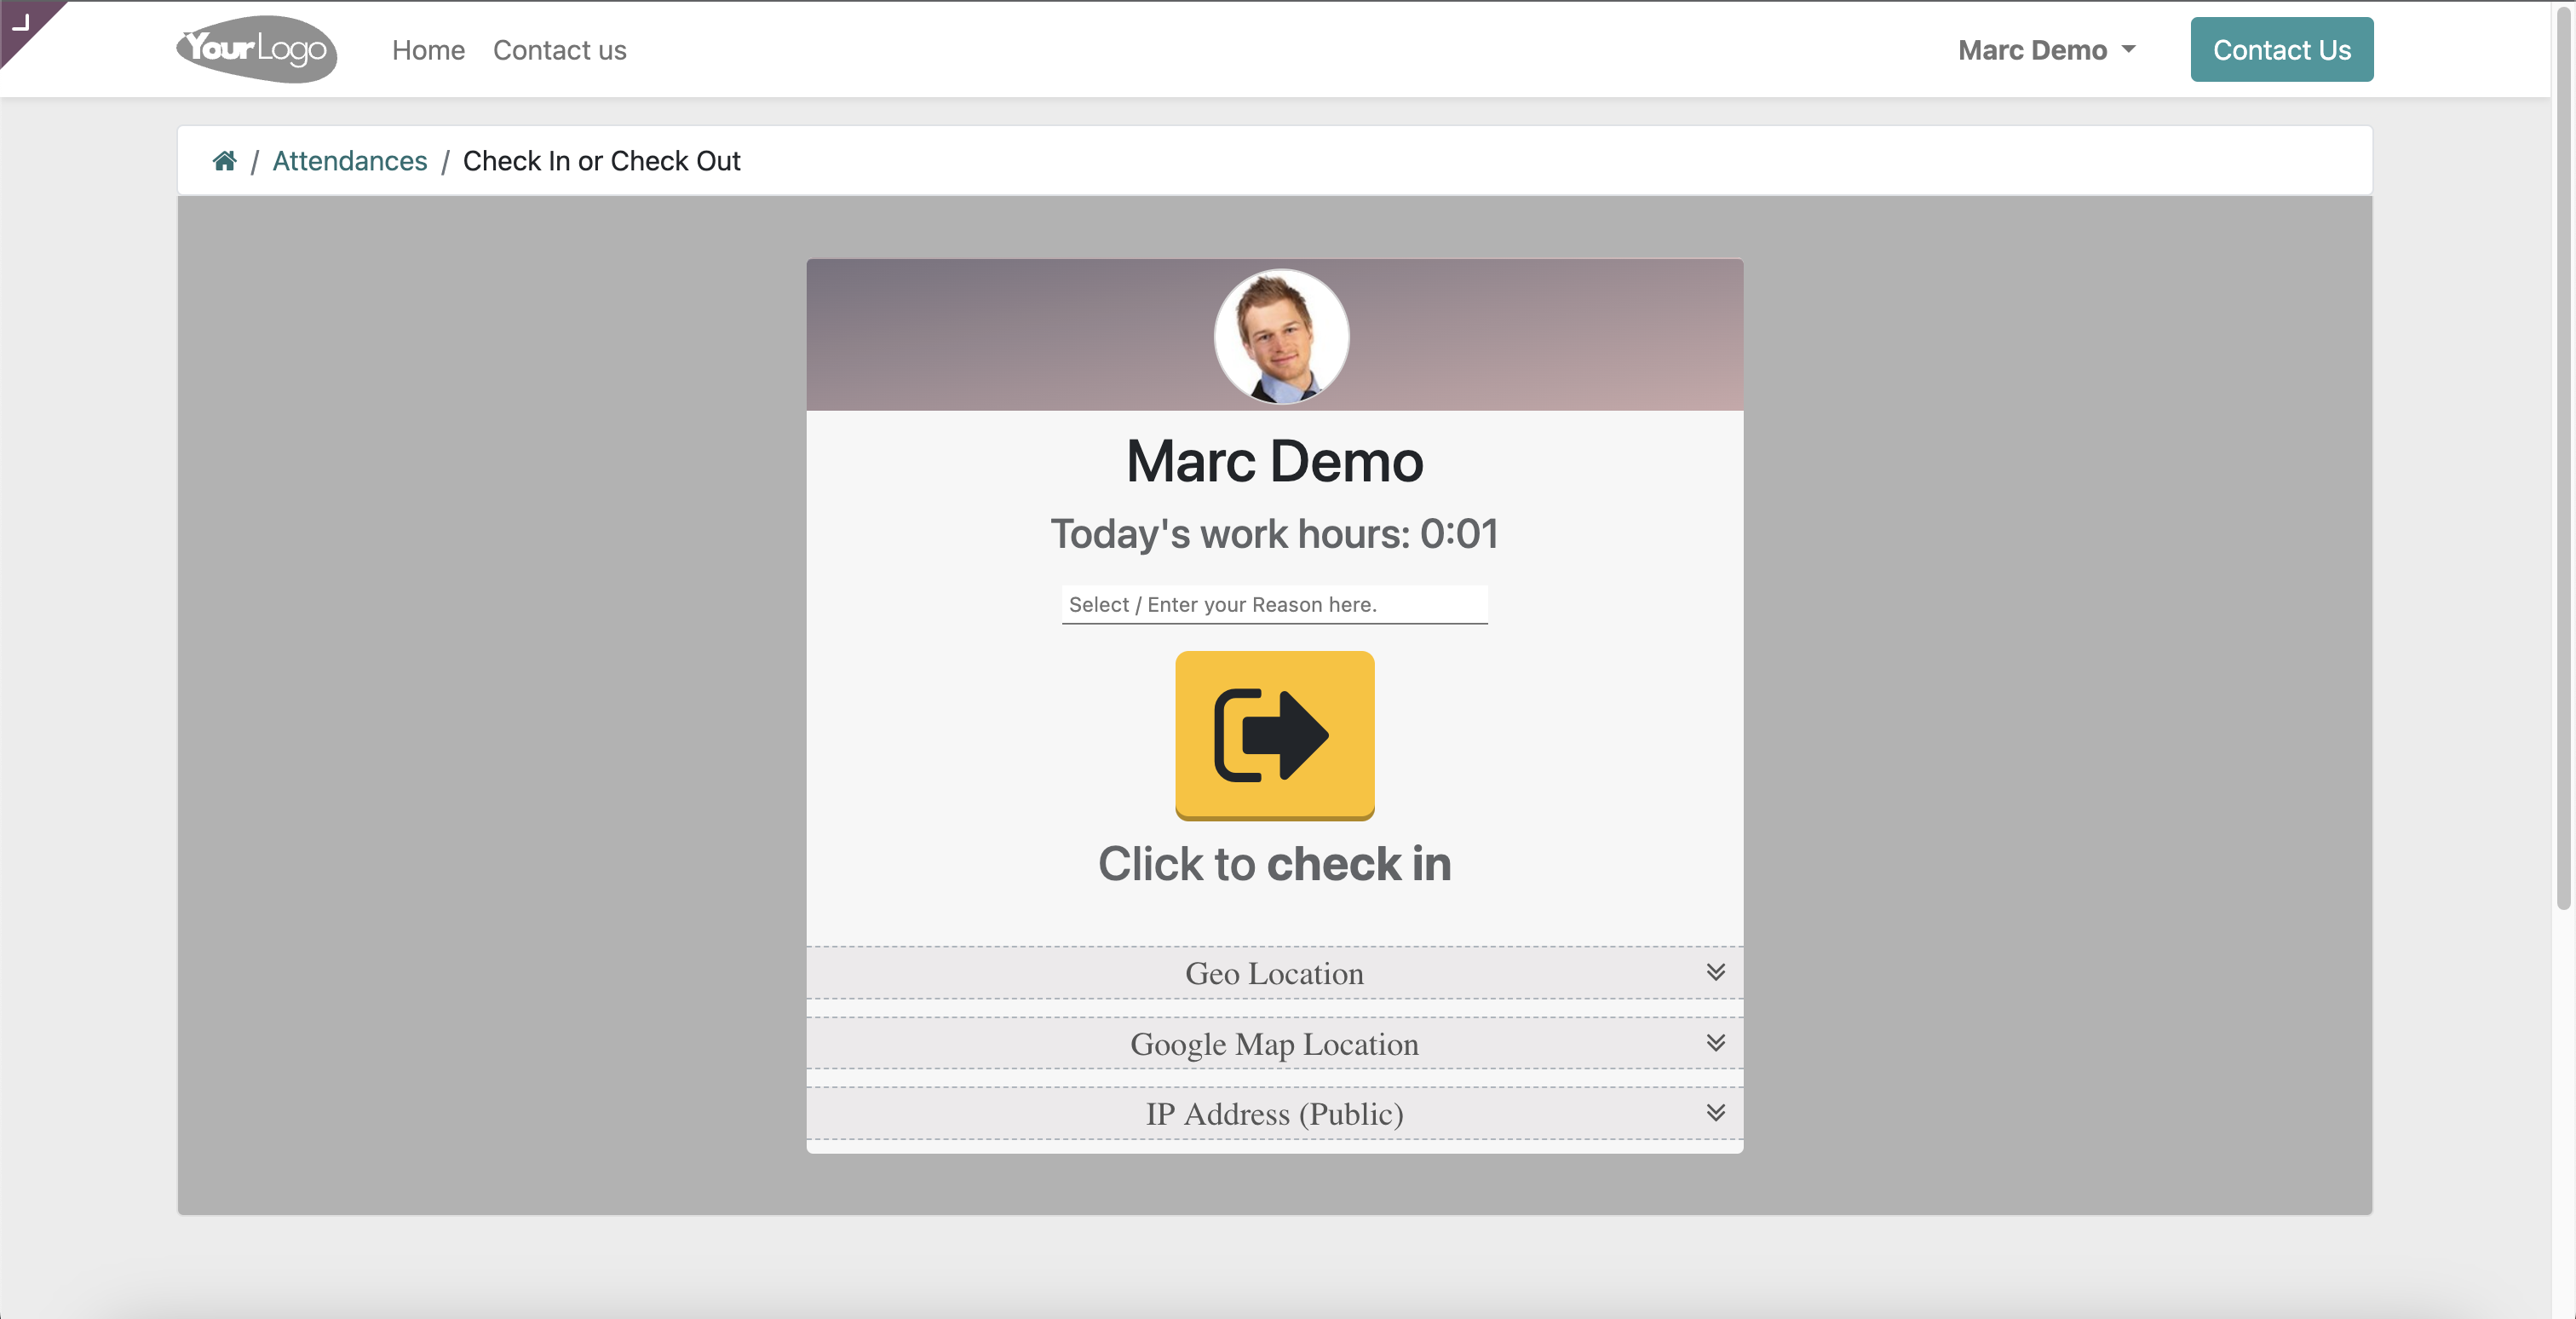 YourLogo Home Contact us Marc Demo Contact Us
/ Attendances / Check In or Check Out
Marc Demo
Today's work hours: 0:01
Select / Enter your Reason here.
Click to check in
Geo Location
Google Map Location
IP Address (Public)